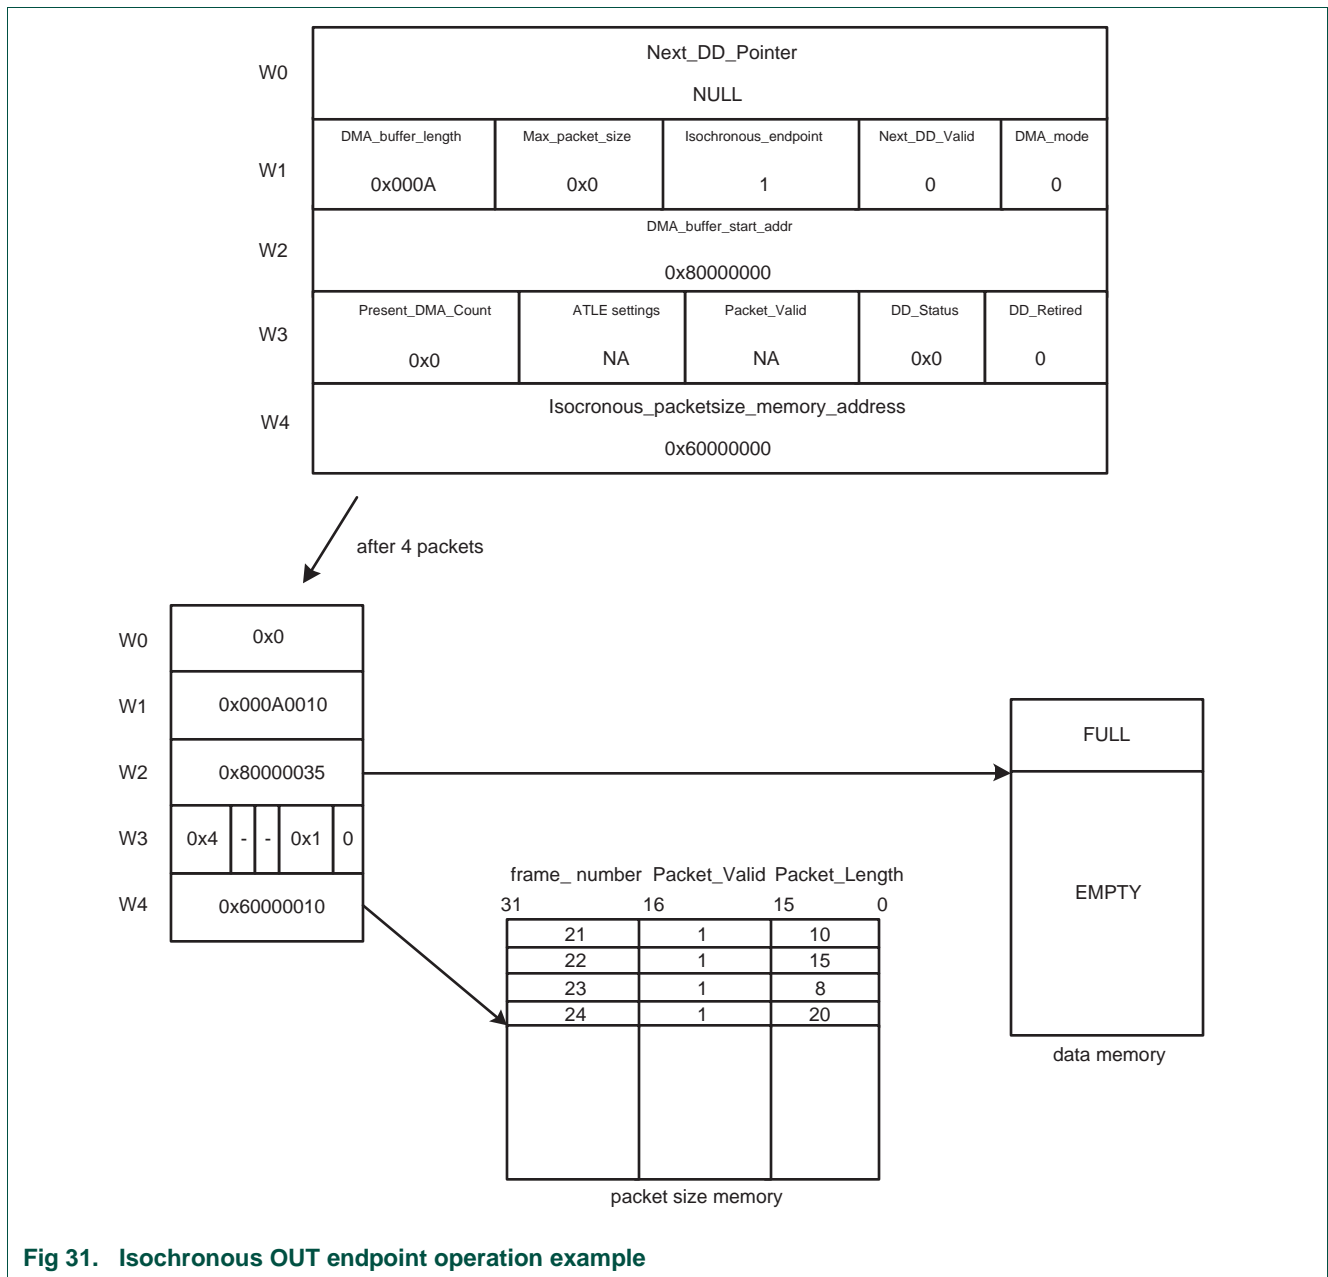 Next_DD_Pointer
W0
NULL
DMA_buffer_length Max_packet_size Isochronous_endpoint Next_DD_Valid DMA_mode
W1
0x000A 0x0 1 0 0
DMA_buffer_start_addr
W2
0x80000000
Present_DMA_Count ATLE settings Packet_Valid DD_Status DD_Retired
W3
0x0 NA NA 0x0 0
Isocronous_packetsize_memory_address
W4
0x60000000
after 4 packets
W0 0x0
W1 0x000A0010
W2 0x80000035
W3 0x4 - - 0x1 0
W4 0x60000010
FULL
EMPTY
data memory
frame_ number Packet_Valid Packet_Length
31 16 15 0
21 1 10
22 1 15
23 1 8
24 1 20
packet size memory
Fig 31. Isochronous OUT endpoint operation example